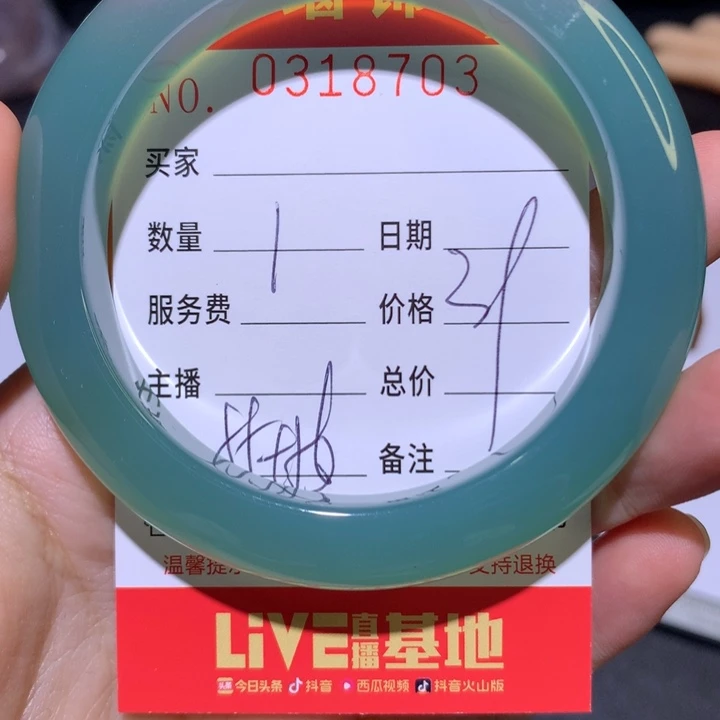 NO. 0318703
买家
数量 1 日期
服务费 价格
主播 总价
备注
温馨提 支持退换
LiVE直播基地
今日头条 抖音 西瓜视频 抖音火山版